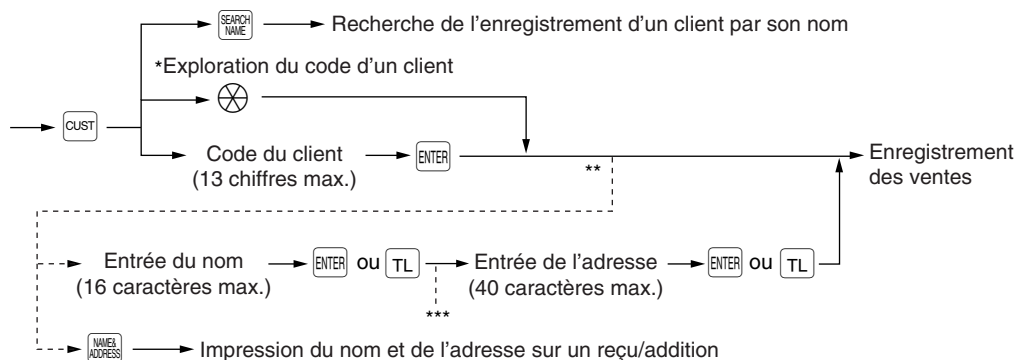 SEARCH NAME Recherche de l'enregistrement d'un client par son nom
*Exploration du code d'un client
CUST
Code du client ENTER
(13 chiffres max.)
**
Enregistrement
des ventes
Entrée du nom ENTER ou TL Entrée de l'adresse ENTER ou TL
(16 caractères max.) (40 caractères max.)
***
NAME& ADDRESS Impression du nom et de l'adresse sur un reçu/addition